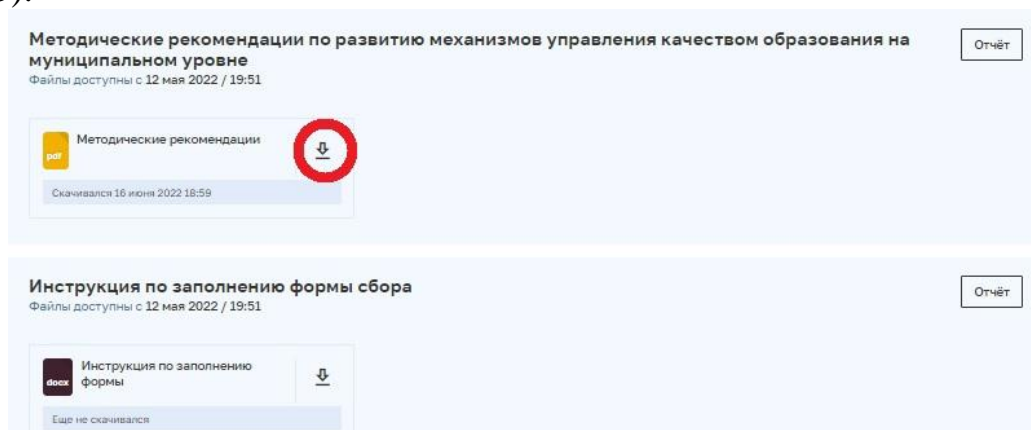 Методические рекомендации по развитию механизмов управления качеством образования на
муниципальном уровне
Отчёт
Файлы доступны с 12 мая 2022 / 19:51
pdf
Методические рекомендации
Скачивался 16 июня 2022 18:59
Инструкция по заполнению формы сбора
Отчёт
Файлы доступны с 12 мая 2022 / 19:51
docx
Инструкция по заполнению
формы
Еще не скачивался